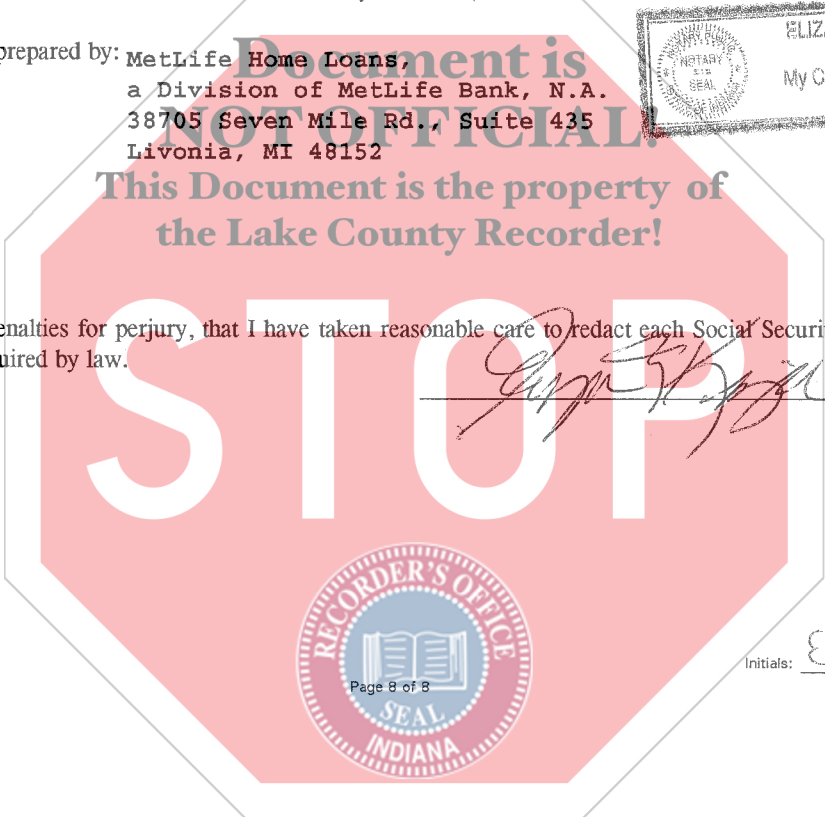 prepared by: MetLife Home Loans,
a Division of MetLife Bank, N.A.
38705 Seven Mile Rd., Suite 435
Livonia, MI 48152
Document is
NOT OFFICIAL!
This Document is the property of
the Lake County Recorder!
ELIZ
My C
NOTARY
SEAL
enalties for perjury, that I have taken reasonable care to redact each Social Securi
uired by law.
STOP
RECORDER'S OFFICE
Page 8 of 8
SEAL
INDIANA
Initials: